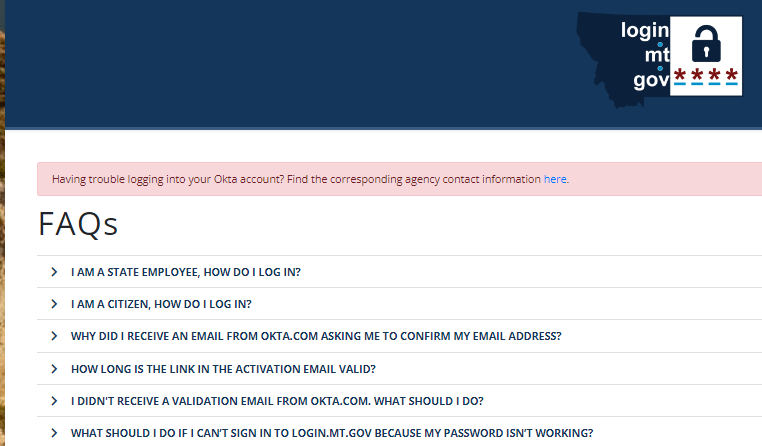 login
mt
gov
****
Having trouble logging into your Okta account? Find the corresponding agency contact information here.
FAQs
I AM A STATE EMPLOYEE, HOW DO I LOG IN?
I AM A CITIZEN, HOW DO I LOG IN?
WHY DID I RECEIVE AN EMAIL FROM OKTA.COM ASKING ME TO CONFIRM MY EMAIL ADDRESS?
HOW LONG IS THE LINK IN THE ACTIVATION EMAIL VALID?
I DIDN'T RECEIVE A VALIDATION EMAIL FROM OKTA.COM. WHAT SHOULD I DO?
WHAT SHOULD I DO IF I CAN'T SIGN IN TO LOGIN.MT.GOV BECAUSE MY PASSWORD ISN'T WORKING?